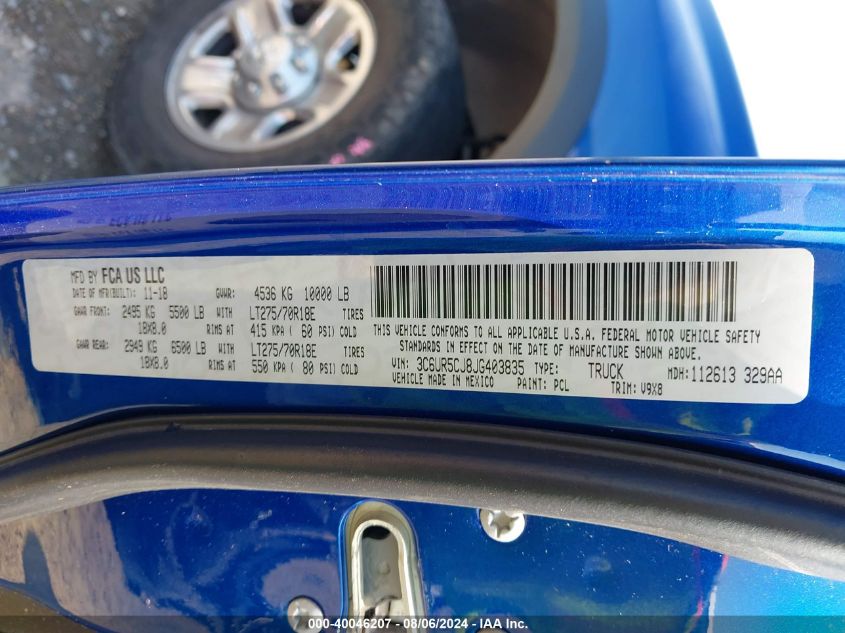 MFD BY FCA US LLC
DATE OF MFR(BUILT): 11-18 GVWR: 4536 KG 10000 LB
GAWR FRONT: 2495 KG 5500 LB WITH LT275/70R18E TIRES
18X8.0 RIMS AT 415 KPA ( 60 PSI) COLD
GAWR REAR: 2949 KG 6500 LB WITH LT275/70R18E TIRES
18X8.0 RIMS AT 550 KPA ( 80 PSI) COLD
THIS VEHICLE CONFORMS TO ALL APPLICABLE U.S.A. FEDERAL MOTOR VEHICLE SAFETY
STANDARDS IN EFFECT ON THE DATE OF MANUFACTURE SHOWN ABOVE.
VIN: 3C6UR5CJ8JG403835 TYPE: TRUCK MDH: 112613 329AA
VEHICLE MADE IN MEXICO PAINT: PCL TRIM: V9X8
000-40046207 - 08/06/2024 - IAA Inc.